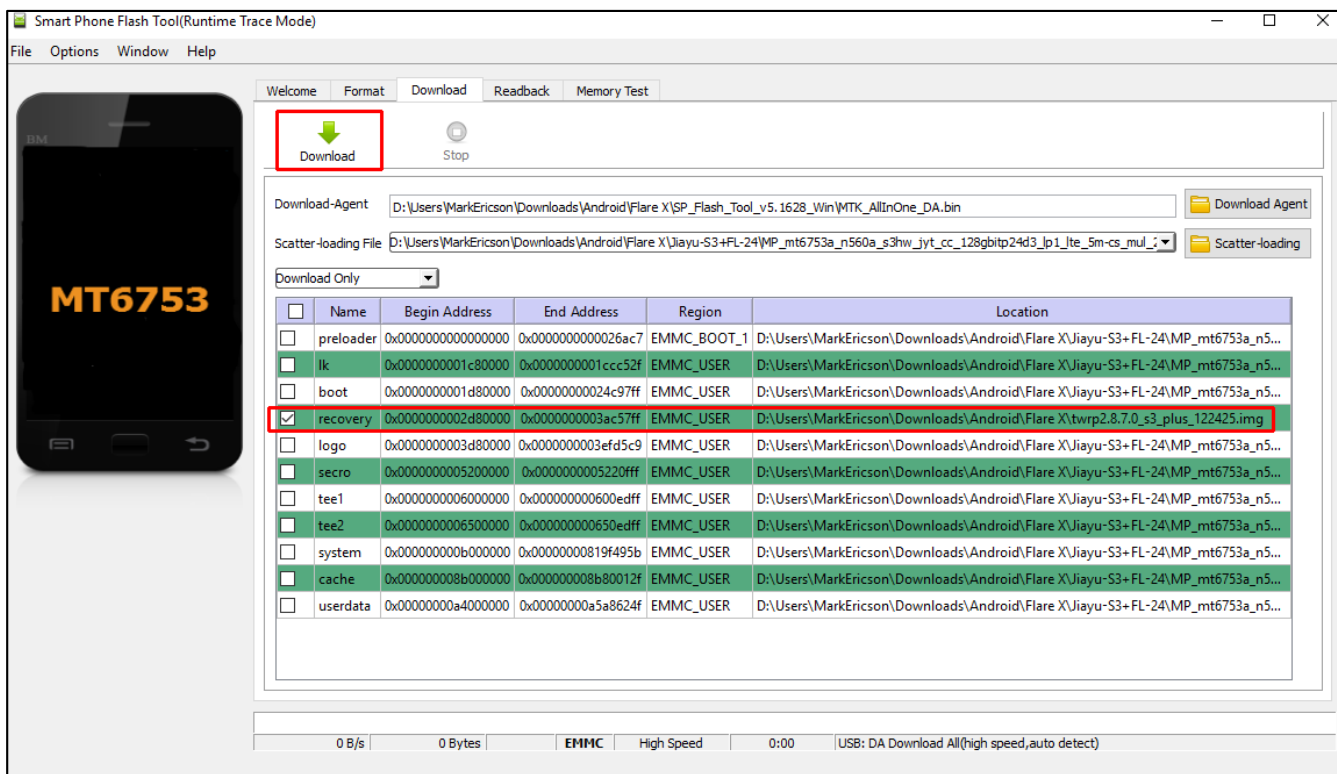 Smart Phone Flash Tool(Runtime Trace Mode)
File Options Window Help
Welcome Format Download Readback Memory Test
BM
Download Stop
Download-Agent D:\Users\MarkEricson\Downloads\Android\Flare X\SP_Flash_Tool_v5.1628_Win\MTK_AllInOne_DA.bin Download Agent
Scatter-loading File D:\Users\MarkEricson\Downloads\Android\Flare X\Jiayu-S3+FL-24\MP_mt6753a_n560a_s3hw_jyt_cc_128gbitp24d3_lp1_lte_5m-cs_mul_ Scatter-loading
Download Only
MT6753
Name Begin Address End Address Region Location
preloader 0x0000000000000000 0x0000000000026ac7 EMMC_BOOT_1 D:\Users\MarkEricson\Downloads\Android\Flare X\Jiayu-S3+FL-24\MP_mt6753a_n5...
lk 0x0000000001c80000 0x0000000001ccc52f EMMC_USER D:\Users\MarkEricson\Downloads\Android\Flare X\Jiayu-S3+FL-24\MP_mt6753a_n5...
boot 0x0000000001d80000 0x00000000024c97ff EMMC_USER D:\Users\MarkEricson\Downloads\Android\Flare X\Jiayu-S3+FL-24\MP_mt6753a_n5...
recovery 0x0000000002d80000 0x0000000003ac57ff EMMC_USER D:\Users\MarkEricson\Downloads\Android\Flare X\twrp2.8.7.0_s3_plus_122425.img
logo 0x0000000003d80000 0x0000000003efd5c9 EMMC_USER D:\Users\MarkEricson\Downloads\Android\Flare X\Jiayu-S3+FL-24\MP_mt6753a_n5...
secro 0x0000000005200000 0x0000000005220fff EMMC_USER D:\Users\MarkEricson\Downloads\Android\Flare X\Jiayu-S3+FL-24\MP_mt6753a_n5...
tee1 0x0000000006000000 0x000000000600edff EMMC_USER D:\Users\MarkEricson\Downloads\Android\Flare X\Jiayu-S3+FL-24\MP_mt6753a_n5...
tee2 0x0000000006500000 0x000000000650edff EMMC_USER D:\Users\MarkEricson\Downloads\Android\Flare X\Jiayu-S3+FL-24\MP_mt6753a_n5...
system 0x000000000b000000 0x00000000819f495b EMMC_USER D:\Users\MarkEricson\Downloads\Android\Flare X\Jiayu-S3+FL-24\MP_mt6753a_n5...
cache 0x000000008b000000 0x000000008b80012f EMMC_USER D:\Users\MarkEricson\Downloads\Android\Flare X\Jiayu-S3+FL-24\MP_mt6753a_n5...
userdata 0x00000000a4000000 0x00000000a5a8624f EMMC_USER D:\Users\MarkEricson\Downloads\Android\Flare X\Jiayu-S3+FL-24\MP_mt6753a_n5...
0 B/s 0 Bytes EMMC High Speed 0:00 USB: DA Download All(high speed,auto detect)